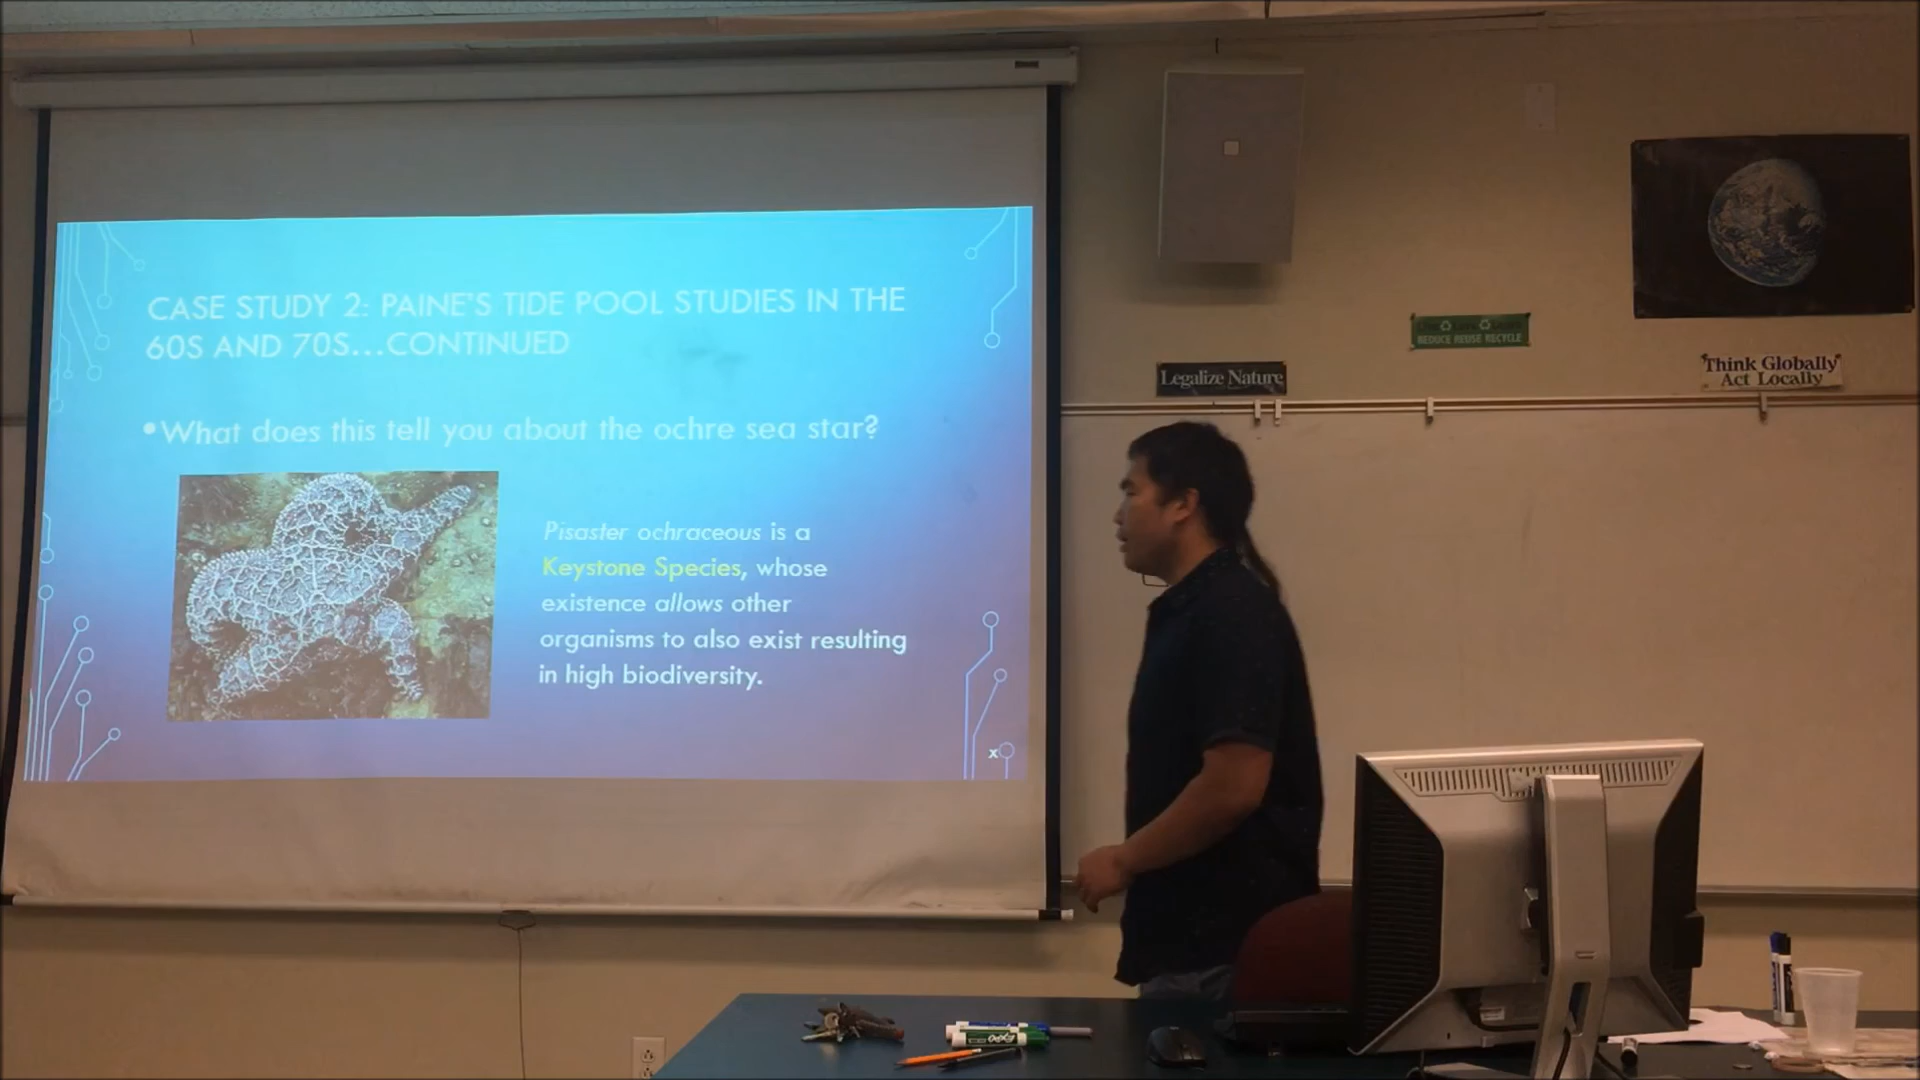 CASE STUDY 2: PAINE'S TIDE POOL STUDIES IN THE
60S AND 70S...CONTINUED
•What does this tell you about the ochre sea star?
Pisaster ochraceous is a
Keystone Species, whose
existence allows other
organisms to also exist resulting
in high biodiversity.
x
Legalize Nature
REDUCE REUSE RECYCLE
Think Globally
Act Locally
EXPO